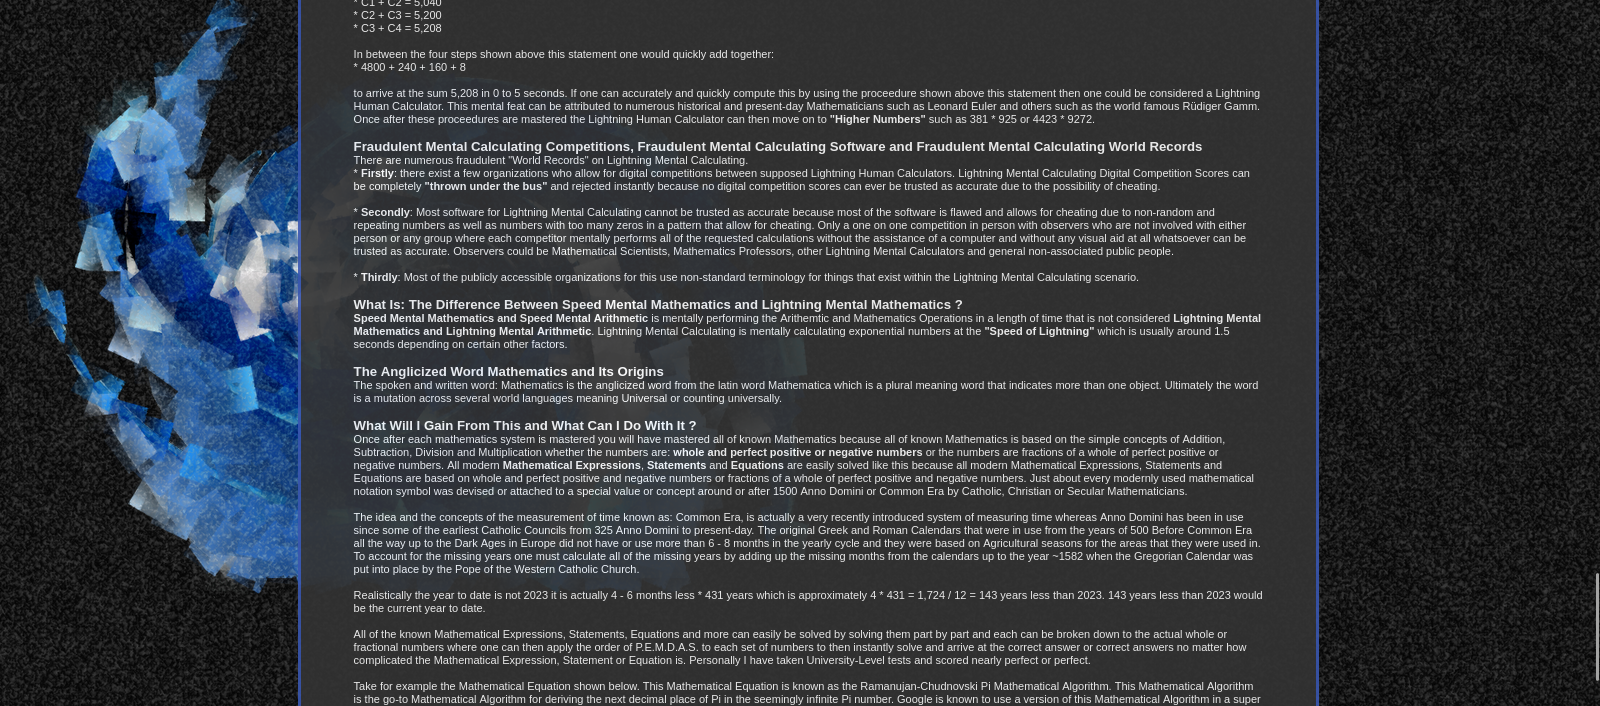 * C1 + C2 = 5,040
* C2 + C3 = 5,200
* C3 + C4 = 5,208
In between the four steps shown above this statement one would quickly add together:
* 4800 + 240 + 160 + 8
to arrive at the sum 5,208 in 0 to 5 seconds. If one can accurately and quickly compute this by using the proceedure shown above this statement then one could be considered a Lightning
Human Calculator. This mental feat can be attributed to numerous historical and present-day Mathematicians such as Leonard Euler and others such as the world famous Rüdiger Gamm.
Once after these proceedures are mastered the Lightning Human Calculator can then move on to "Higher Numbers" such as 381 * 925 or 4423 * 9272.
Fraudulent Mental Calculating Competitions, Fraudulent Mental Calculating Software and Fraudulent Mental Calculating World Records
There are numerous fraudulent "World Records" on Lightning Mental Calculating.
* Firstly: there exist a few organizations who allow for digital competitions between supposed Lightning Human Calculators. Lightning Mental Calculating Digital Competition Scores can
be completely "thrown under the bus" and rejected instantly because no digital competition scores can ever be trusted as accurate due to the possibility of cheating.
* Secondly: Most software for Lightning Mental Calculating cannot be trusted as accurate because most of the software is flawed and allows for cheating due to non-random and
repeating numbers as well as numbers with too many zeros in a pattern that allow for cheating. Only a one on one competition in person with observers who are not involved with either
person or any group where each competitor mentally performs all of the requested calculations without the assistance of a computer and without any visual aid at all whatsoever can be
trusted as accurate. Observers could be Mathematical Scientists, Mathematics Professors, other Lightning Mental Calculators and general non-associated public people.
* Thirdly: Most of the publicly accessible organizations for this use non-standard terminology for things that exist within the Lightning Mental Calculating scenario.
What Is: The Difference Between Speed Mental Mathematics and Lightning Mental Mathematics ?
Speed Mental Mathematics and Speed Mental Arithmetic is mentally performing the Arithemtic and Mathematics Operations in a length of time that is not considered Lightning Mental
Mathematics and Lightning Mental Arithmetic. Lightning Mental Calculating is mentally calculating exponential numbers at the "Speed of Lightning" which is usually around 1.5
seconds depending on certain other factors.
The Anglicized Word Mathematics and Its Origins
The spoken and written word: Mathematics is the anglicized word from the latin word Mathematica which is a plural meaning word that indicates more than one object. Ultimately the word
is a mutation across several world languages meaning Universal or counting universally.
What Will I Gain From This and What Can I Do With It ?
Once after each mathematics system is mastered you will have mastered all of known Mathematics because all of known Mathematics is based on the simple concepts of Addition,
Subtraction, Division and Multiplication whether the numbers are: whole and perfect positive or negative numbers or the numbers are fractions of a whole of perfect positive or
negative numbers. All modern Mathematical Expressions, Statements and Equations are easily solved like this because all modern Mathematical Expressions, Statements and
Equations are based on whole and perfect positive and negative numbers or fractions of a whole of perfect positive and negative numbers. Just about every modernly used mathematical
notation symbol was devised or attached to a special value or concept around or after 1500 Anno Domini or Common Era by Catholic, Christian or Secular Mathematicians.
The idea and the concepts of the measurement of time known as: Common Era, is actually a very recently introduced system of measuring time whereas Anno Domini has been in use
since some of the earliest Catholic Councils from 325 Anno Domini to present-day. The original Greek and Roman Calendars that were in use from the years of 500 Before Common Era
all the way up to the Dark Ages in Europe did not have or use more than 6 - 8 months in the yearly cycle and they were based on Agricultural seasons for the areas that they were used in.
To account for the missing years one must calculate all of the missing years by adding up the missing months from the calendars up to the year ~1582 when the Gregorian Calendar was
put into place by the Pope of the Western Catholic Church.
Realistically the year to date is not 2023 it is actually 4 - 6 months less * 431 years which is approximately 4 * 431 = 1,724 / 12 = 143 years less than 2023. 143 years less than 2023 would
be the current year to date.
All of the known Mathematical Expressions, Statements, Equations and more can easily be solved by solving them part by part and each can be broken down to the actual whole or
fractional numbers where one can then apply the order of P.E.M.D.A.S. to each set of numbers to then instantly solve and arrive at the correct answer or correct answers no matter how
complicated the Mathematical Expression, Statement or Equation is. Personally I have taken University-Level tests and scored nearly perfect or perfect.
Take for example the Mathematical Equation shown below. This Mathematical Equation is known as the Ramanujan-Chudnovski Pi Mathematical Algorithm. This Mathematical Algorithm
is the go-to Mathematical Algorithm for deriving the next decimal place of Pi in the seemingly infinite Pi number. Google is known to use a version of this Mathematical Algorithm in a super